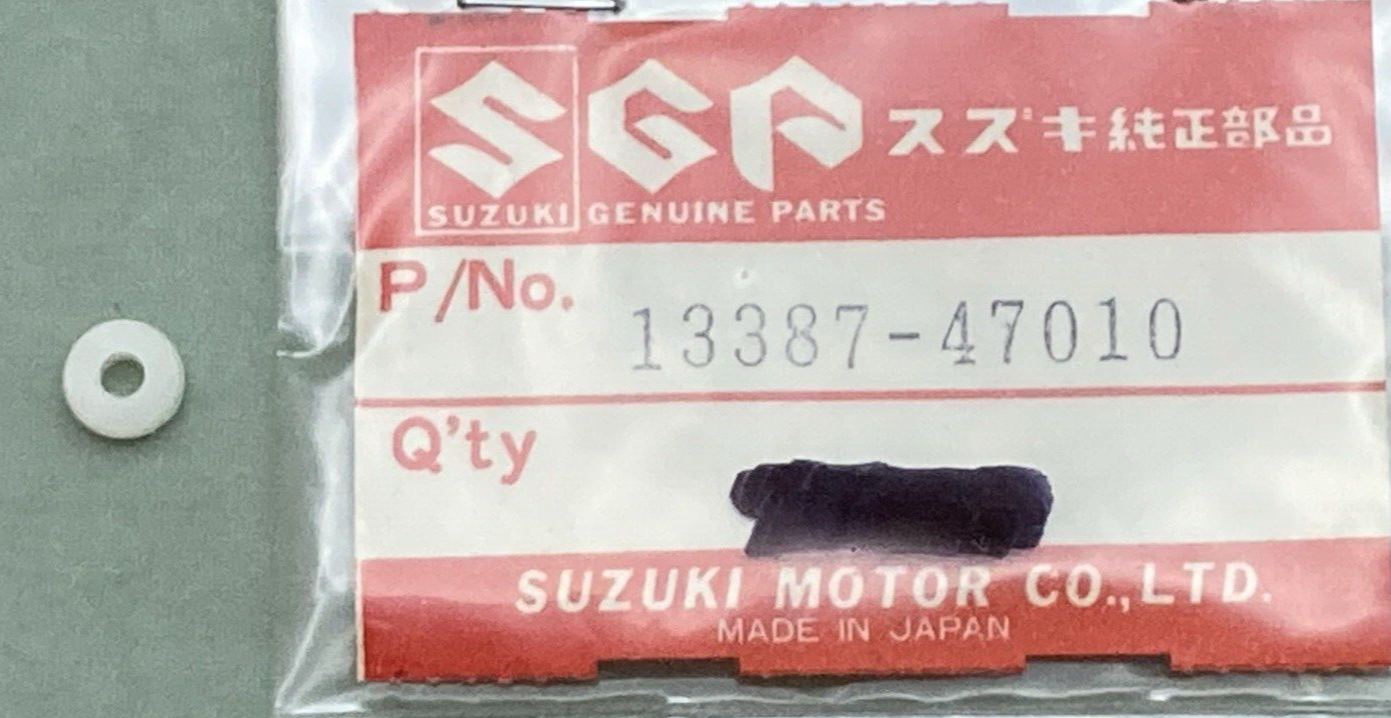 SGP スズキ純正部品
SUZUKI GENUINE PARTS
P/No. 13387-47010
Q'ty
SUZUKI MOTOR CO.,LTD.
MADE IN JAPAN